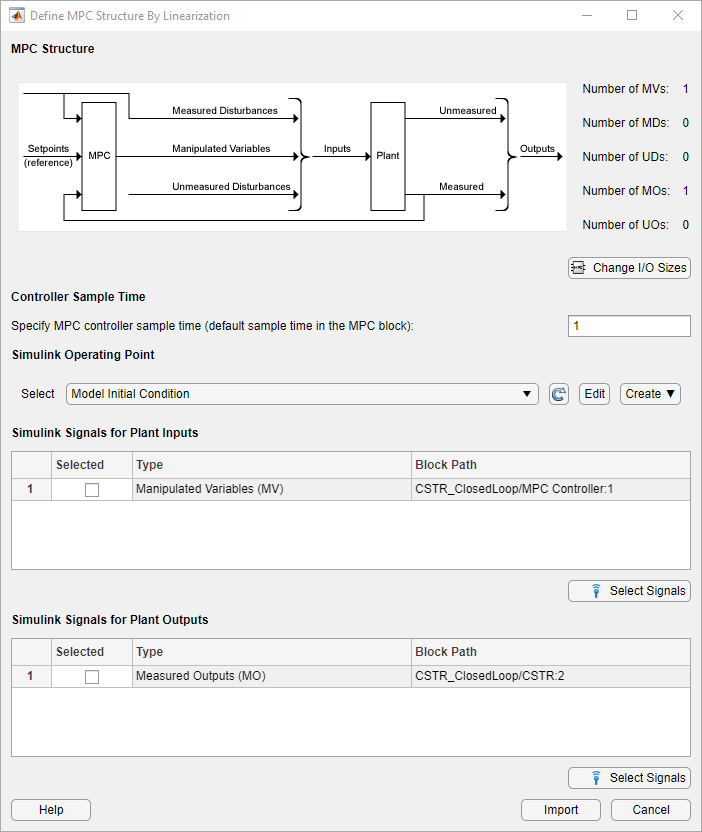 Define MPC Structure By Linearization
MPC Structure
Measured Disturbances
Unmeasured
Setpoints
(reference)
MPC
Manipulated Variables
Inputs
Plant
Outputs
Unmeasured Disturbances
Measured
Number of MVs: 1
Number of MDs: 0
Number of UDs: 0
Number of MOs: 1
Number of UOs: 0
Change I/O Sizes
Controller Sample Time
Specify MPC controller sample time (default sample time in the MPC block): 1
Simulink Operating Point
Select Model Initial Condition Edit Create ▼
Simulink Signals for Plant Inputs
Selected Type Block Path
1 Manipulated Variables (MV) CSTR_ClosedLoop/MPC Controller:1
Select Signals
Simulink Signals for Plant Outputs
Selected Type Block Path
1 Measured Outputs (MO) CSTR_ClosedLoop/CSTR:2
Select Signals
Help Import Cancel